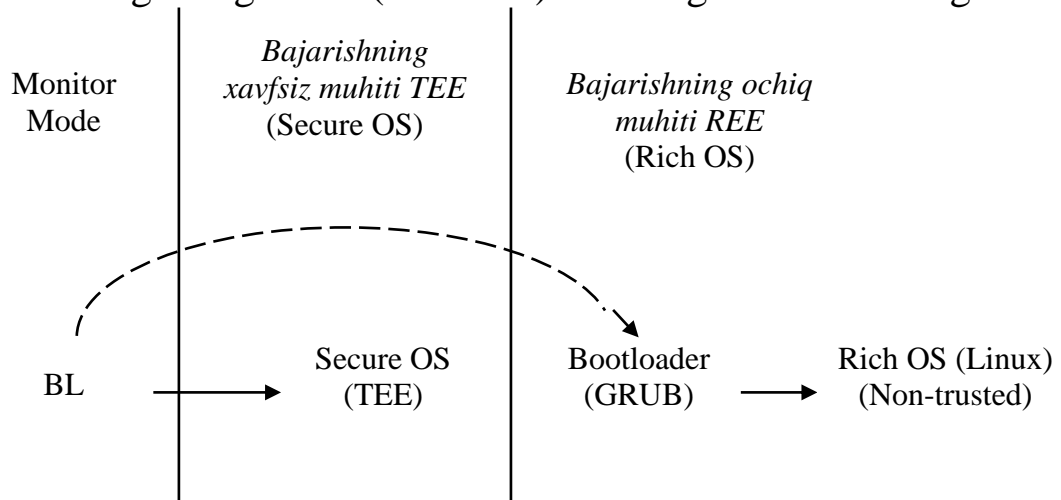 Monitor
Mode
Bajarishning
xavfsiz muhiti TEE
(Secure OS)
Bajarishning ochiq
muhiti REE
(Rich OS)
BL
Secure OS
(TEE)
Bootloader
(GRUB)
Rich OS (Linux)
(Non-trusted)